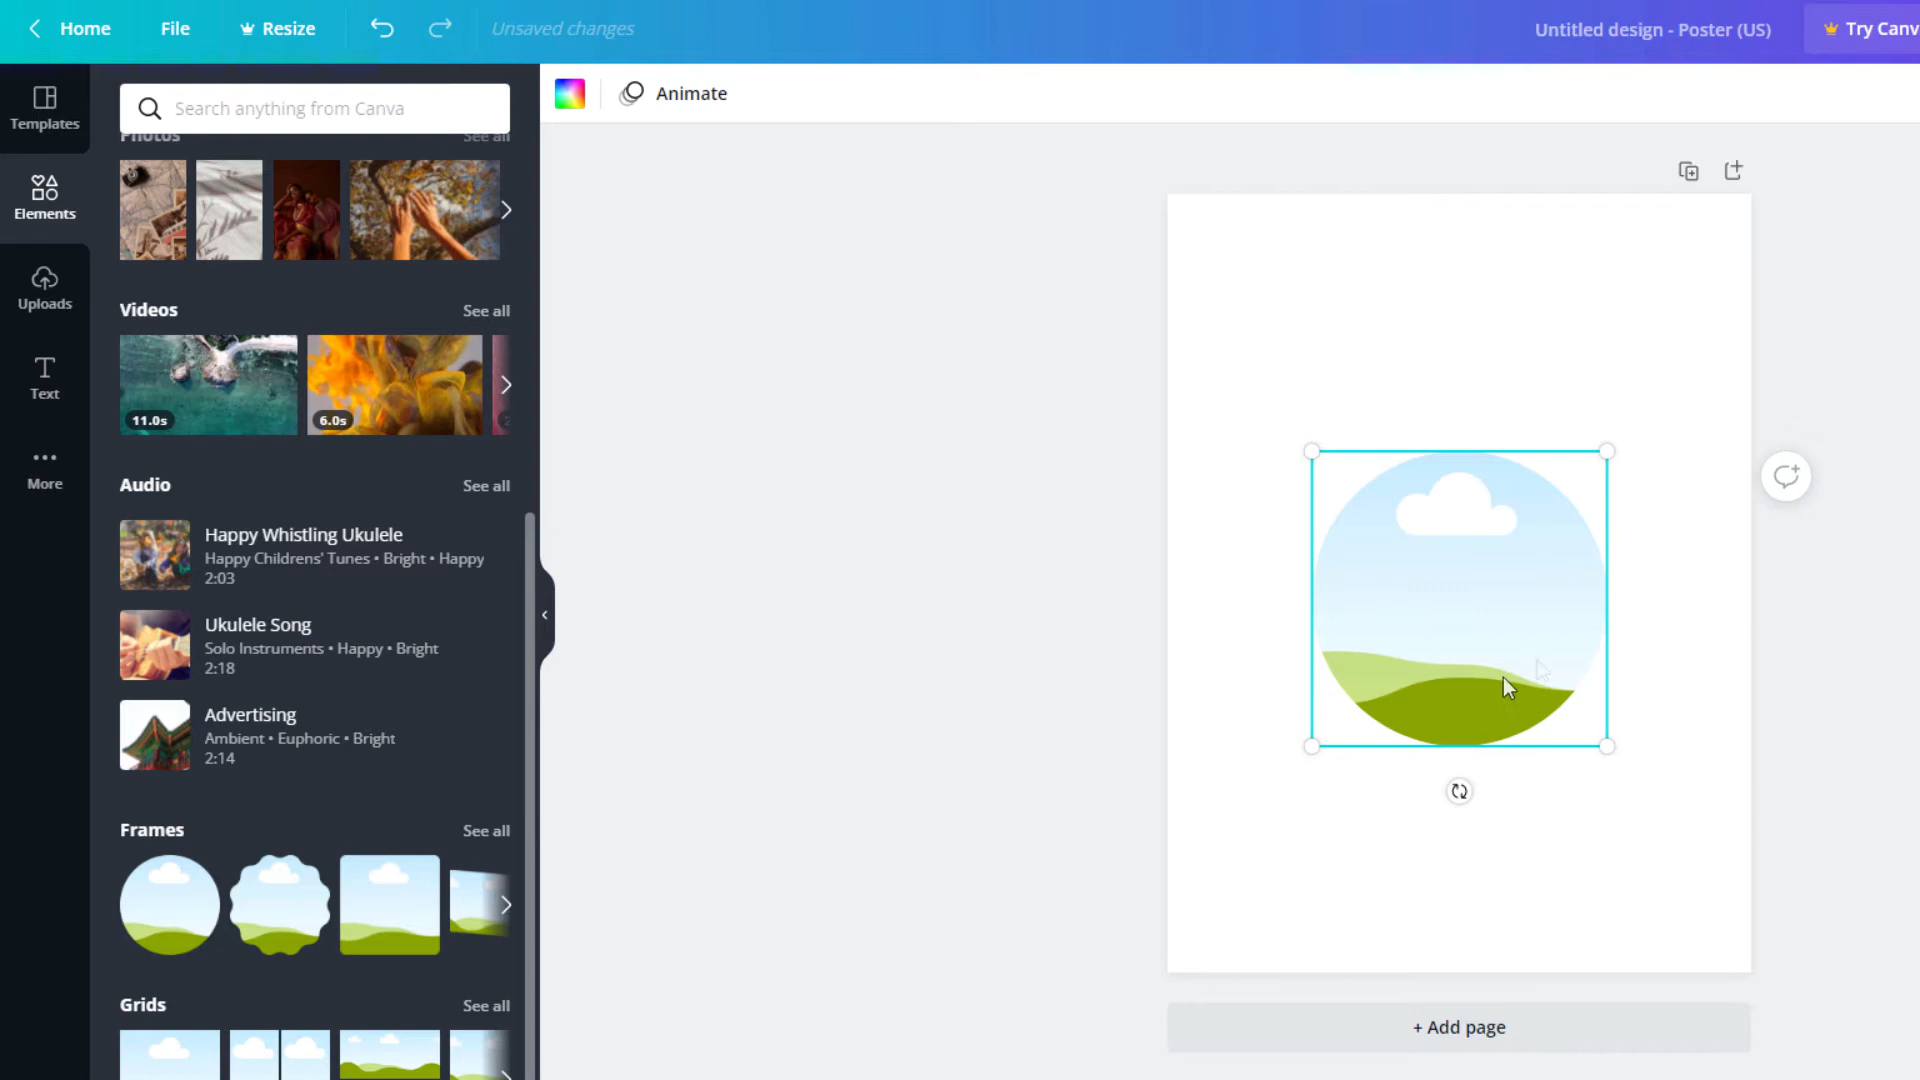 Home File Resize Unsaved changes Untitled design - Poster (US) Try Canv
Templates
Elements
Uploads
Text
More
Search anything from Canva
Photos See all
Videos See all
11.0s 6.0s
Audio See all
Happy Whistling Ukulele
Happy Childrens' Tunes • Bright • Happy
2:03
Ukulele Song
Solo Instruments • Happy • Bright
2:18
Advertising
Ambient • Euphoric • Bright
2:14
Frames See all
Grids See all
Animate
+ Add page